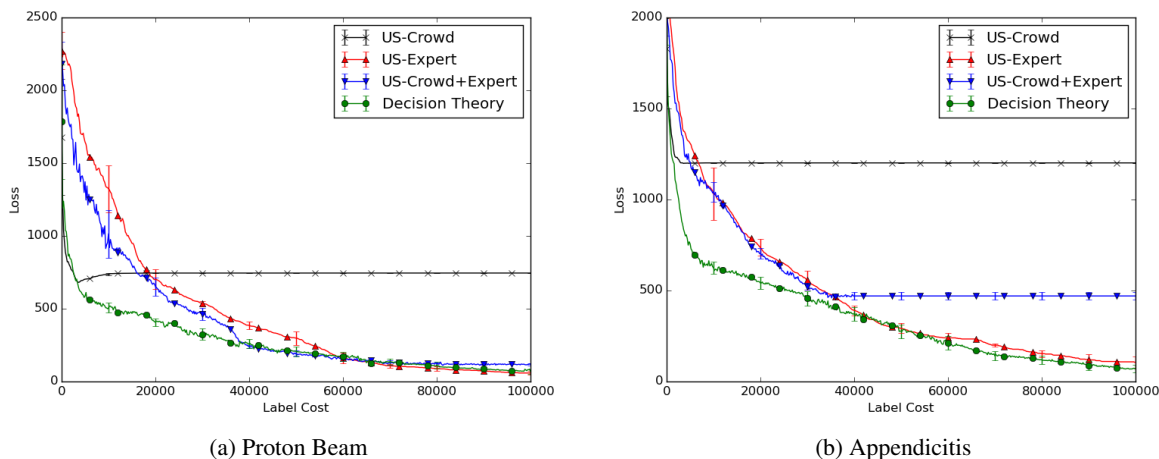 2500
2000
1500
1000
500
0
Loss
0 20000 40000 60000 80000 100000
Label Cost
US-Crowd
US-Expert
US-Crowd+Expert
Decision Theory
(a) Proton Beam
2000
1500
1000
500
0
Loss
0 20000 40000 60000 80000 100000
Label Cost
US-Crowd
US-Expert
US-Crowd+Expert
Decision Theory
(b) Appendicitis